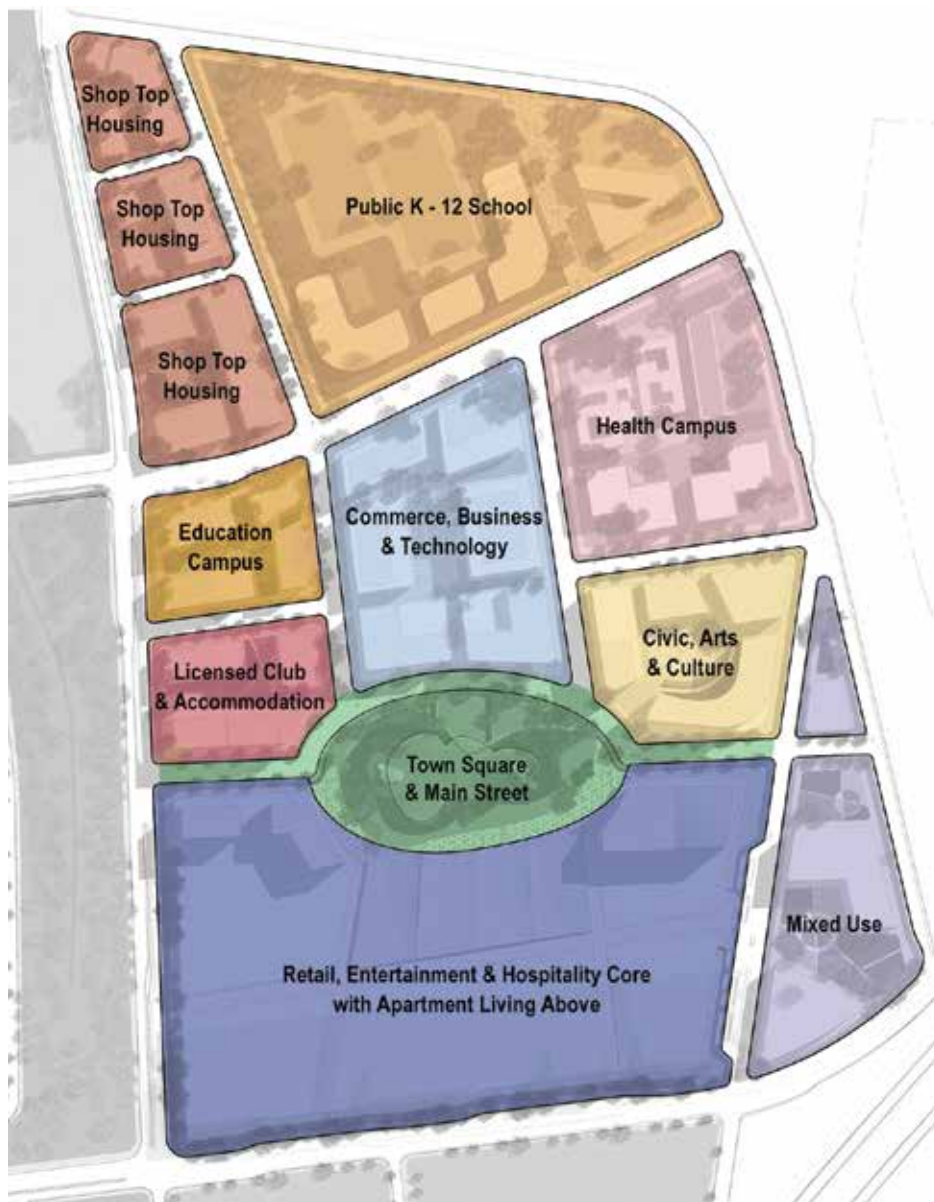 Shop Top
Housing
Public K - 12 School
Shop Top
Housing
Shop Top
Housing
Health Campus
Commerce, Business
& Technology
Education
Campus
Civic, Arts
& Culture
Licensed Club
& Accommodation
Town Square
& Main Street
Mixed Use
Retail, Entertainment & Hospitality Core
with Apartment Living Above